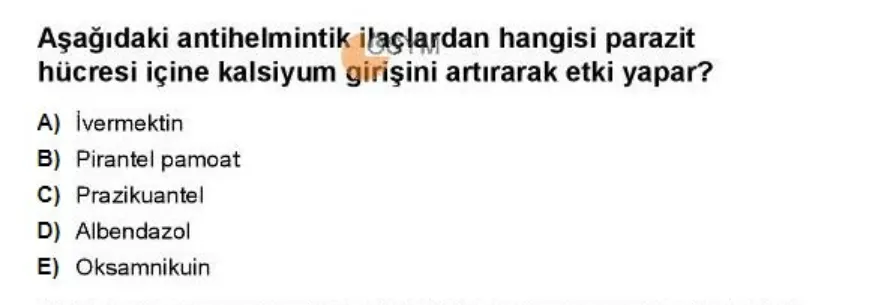 Aşağıdaki antihelmintik ilaçlardan hangisi parazit
hücresi içine kalsiyum girişini artırarak etki yapar?
A) İvermektin
B) Pirantel pamoat
C) Prazikuantel
D) Albendazol
E) Oksamnikuin